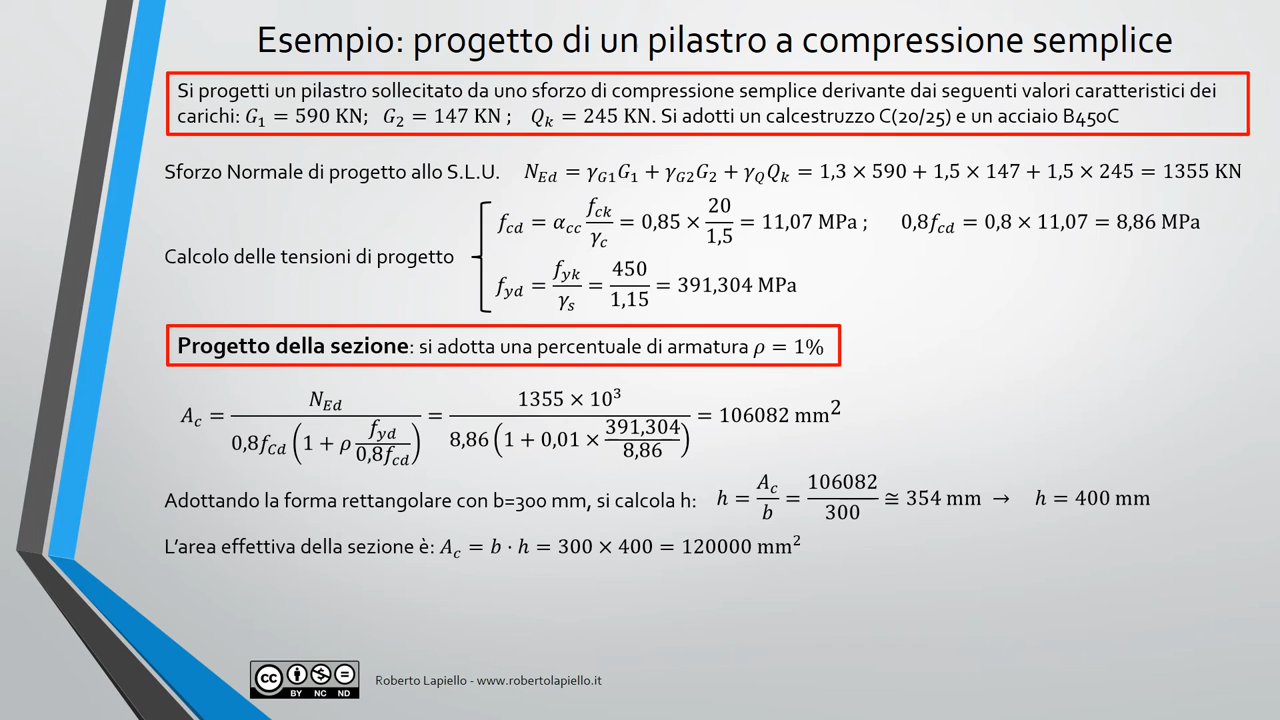 Esempio: progetto di un pilastro a compressione semplice
Si progetti un pilastro sollecitato da uno sforzo di compressione semplice derivante dai seguenti valori caratteristici dei
carichi: G₁ = 590 KN; G₂ = 147 KN ; Qₖ = 245 KN. Si adotti un calcestruzzo C(20/25) e un acciaio B450C
Sforzo Normale di progetto allo S.L.U. N_Ed = γ_G1 G₁ + γ_G2 G₂ + γ_Q Qₖ = 1,3 × 590 + 1,5 × 147 + 1,5 × 245 = 1355 KN
Calcolo delle tensioni di progetto
f_cd = α_cc f_ck/γ_c = 0,85 × 20/1,5 = 11,07 MPa ; 0,8f_cd = 0,8 × 11,07 = 8,86 MPa
f_yd = f_yk/γ_s = 450/1,15 = 391,304 MPa
Progetto della sezione: si adotta una percentuale di armatura ρ = 1%
A_c = N_Ed / (0,8f_Cd (1 + ρ f_yd/0,8f_cd)) = 1355 × 10³ / (8,86 (1 + 0,01 × 391,304/8,86)) = 106082 mm²
Adottando la forma rettangolare con b=300 mm, si calcola h: h = A_c/b = 106082/300 ≅ 354 mm → h = 400 mm
L'area effettiva della sezione è: A_c = b · h = 300 × 400 = 120000 mm²
cc BY NC ND
Roberto Lapiello - www.robertolapiello.it